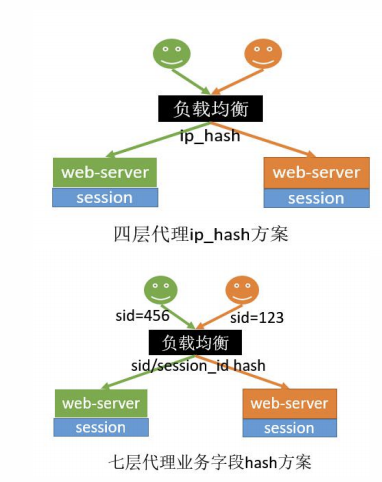 负载均衡
ip_hash
web-server web-server
session session
四层代理ip_hash方案
sid=456 sid=123
负载均衡
sid/session_id hash
web-server web-server
session session
七层代理业务字段hash方案